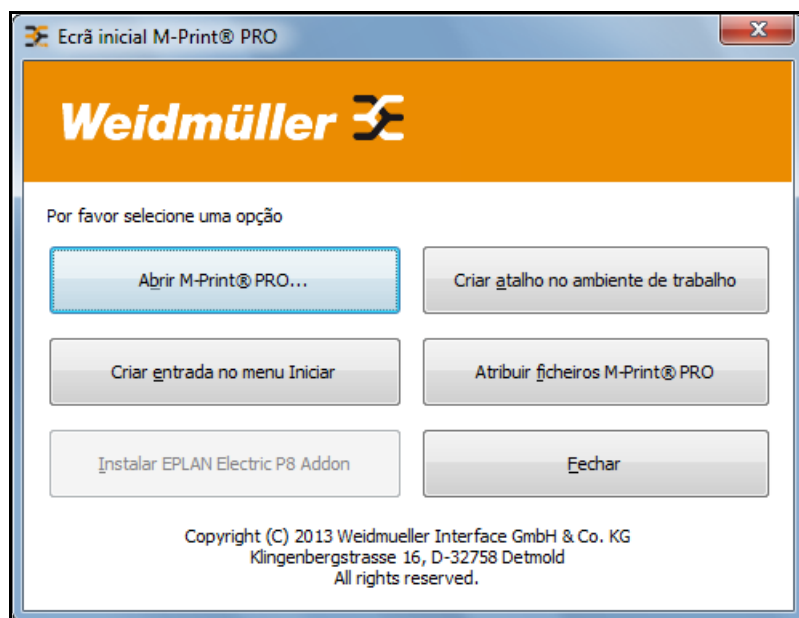 Ecrã inicial M-Print® PRO
Weidmüller
Por favor selecione uma opção
Abrir M-Print® PRO...
Criar atalho no ambiente de trabalho
Criar entrada no menu Iniciar
Atribuir ficheiros M-Print® PRO
Instalar EPLAN Electric P8 Addon
Fechar
Copyright (C) 2013 Weidmueller Interface GmbH & Co. KG
Klingenbergstrasse 16, D-32758 Detmold
All rights reserved.